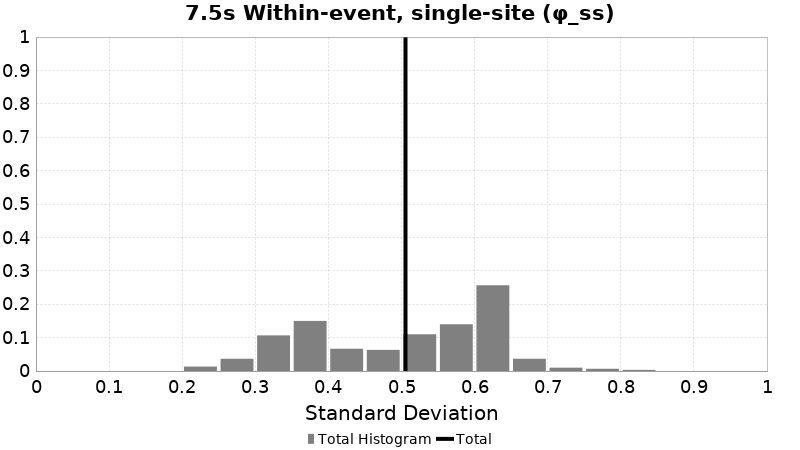 7.5s Within-event, single-site (φ_ss)
1
0.9
0.8
0.7
0.6
0.5
0.4
0.3
0.2
0.1
0
0 0.1 0.2 0.3 0.4 0.5 0.6 0.7 0.8 0.9 1
Standard Deviation
Total Histogram Total